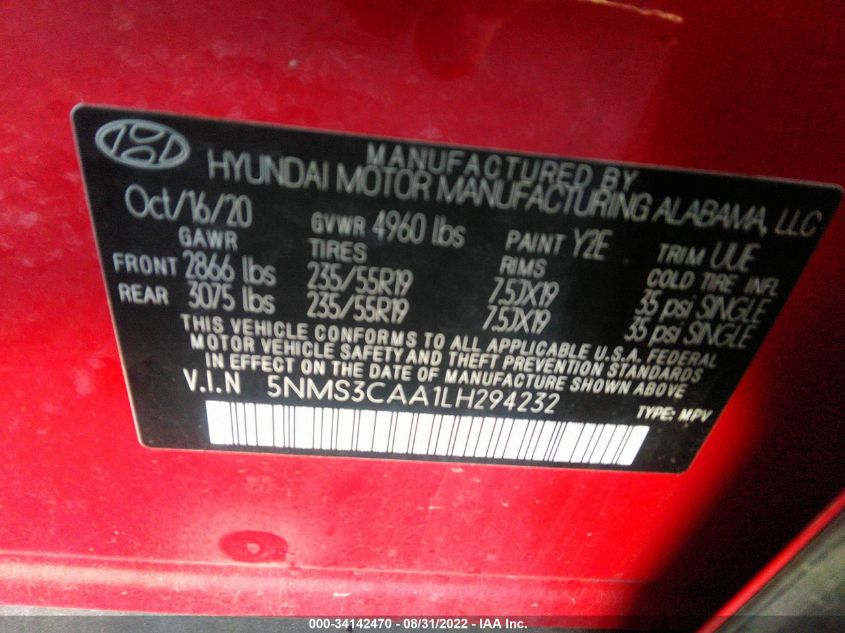 MANUFACTURED BY
HYUNDAI MOTOR MANUFACTURING ALABAMA, LLC
Oct/16/20 GVWR 4960 lbs PAINT Y2E TRIM UUE
GAWR TIRES RIMS COLD TIRE INFL
FRONT 2866 lbs 235/55R19 7.5JX19 35 psi SINGLE
REAR 3075 lbs 235/55R19 7.5JX19 35 psi SINGLE
THIS VEHICLE CONFORMS TO ALL APPLICABLE U.S.A. FEDERAL
MOTOR VEHICLE SAFETY AND THEFT PREVENTION STANDARDS
IN EFFECT ON THE DATE OF MANUFACTURE SHOWN ABOVE
V.I.N 5NMS3CAA1LH294232 TYPE: MPV
000-34142470 - 08/31/2022 - IAA Inc.